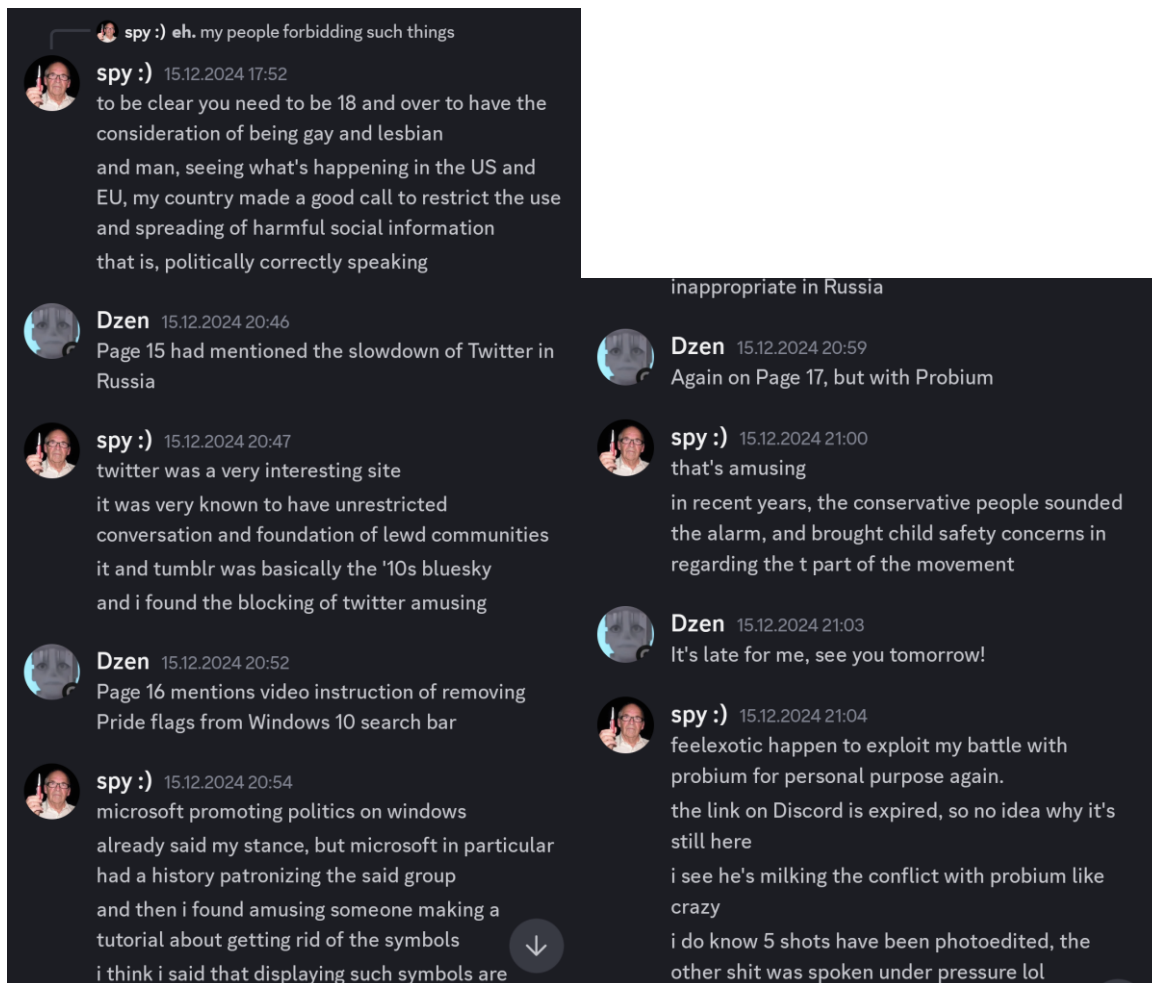 spy :) eh. my people forbidding such things
spy :) 15.12.2024 17:52
to be clear you need to be 18 and over to have the
consideration of being gay and lesbian
and man, seeing what's happening in the US and
EU, my country made a good call to restrict the use
and spreading of harmful social information
that is, politically correctly speaking
Dzen 15.12.2024 20:46
Page 15 had mentioned the slowdown of Twitter in
Russia
spy :) 15.12.2024 20:47
twitter was a very interesting site
it was very known to have unrestricted
conversation and foundation of lewd communities
it and tumblr was basically the '10s bluesky
and i found the blocking of twitter amusing
Dzen 15.12.2024 20:52
Page 16 mentions video instruction of removing
Pride flags from Windows 10 search bar
spy :) 15.12.2024 20:54
microsoft promoting politics on windows
already said my stance, but microsoft in particular
had a history patronizing the said group
and then i found amusing someone making a
tutorial about getting rid of the symbols
i think i said that displaying such symbols are
inappropriate in Russia
Dzen 15.12.2024 20:59
Again on Page 17, but with Probium
spy :) 15.12.2024 21:00
that's amusing
in recent years, the conservative people sounded
the alarm, and brought child safety concerns in
regarding the t part of the movement
Dzen 15.12.2024 21:03
It's late for me, see you tomorrow!
spy :) 15.12.2024 21:04
feelexotic happen to exploit my battle with
probium for personal purpose again.
the link on Discord is expired, so no idea why it's
still here
i see he's milking the conflict with probium like
crazy
i do know 5 shots have been photoedited, the
other shit was spoken under pressure lol